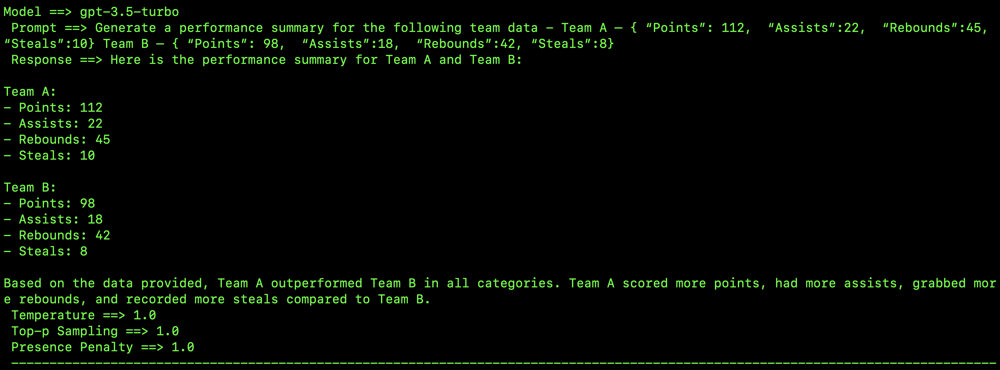 Model ==> gpt-3.5-turbo
Prompt ==> Generate a performance summary for the following team data - Team A — { “Points”: 112,  “Assists”:22,  “Rebounds”:45,
“Steals”:10} Team B — { “Points”: 98,  “Assists”:18,  “Rebounds”:42, “Steals”:8}
Response ==> Here is the performance summary for Team A and Team B:
Team A:
- Points: 112
- Assists: 22
- Rebounds: 45
- Steals: 10
Team B:
- Points: 98
- Assists: 18
- Rebounds: 42
- Steals: 8
Based on the data provided, Team A outperformed Team B in all categories. Team A scored more points, had more assists, grabbed mor
e rebounds, and recorded more steals compared to Team B.
Temperature ==> 1.0
Top-p Sampling ==> 1.0
Presence Penalty ==> 1.0
---------------------------------------------------------------------------------------------------------------------------------